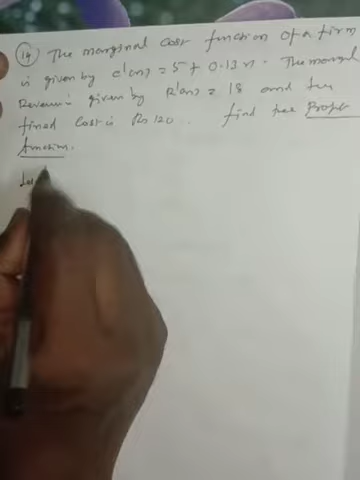 (14) The marginal cost function of a firm
is given by c'(x) = 5 + 0.13x. The marginal
Revenue is given by R'(x) = 18 and the
fixed cost is Rs 120. find the Profit
function.